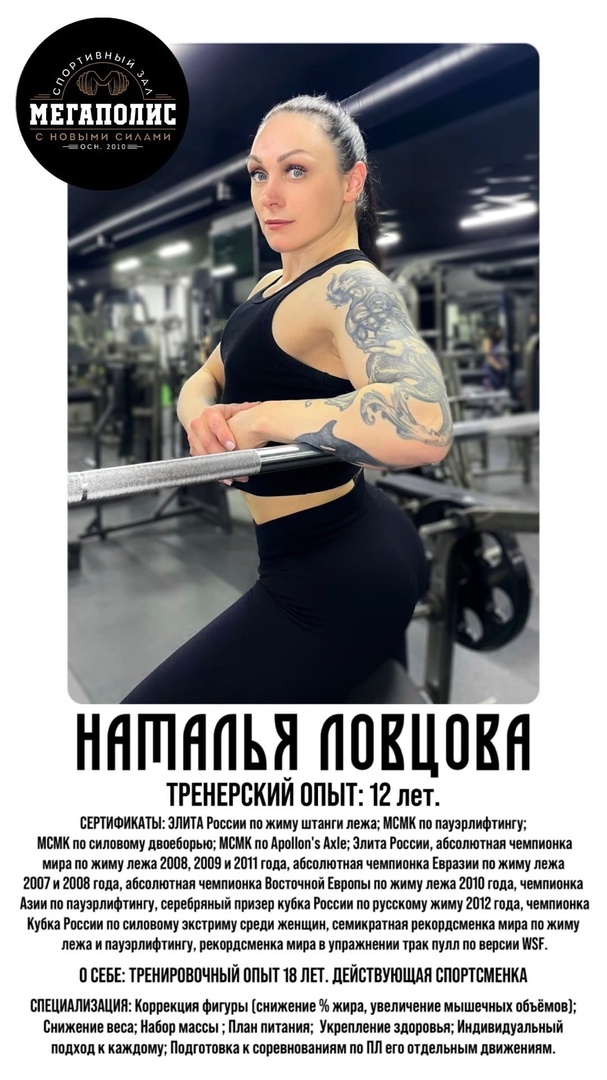 СПОРТИВНЫЙ ЗАЛ
МЕГАПОЛИС
С НОВЫМИ СИЛАМИ
ОСН. 2010
НАТАЛЬЯ ЛОВЦОВА
ТРЕНЕРСКИЙ ОПЫТ: 12 лет.
СЕРТИФИКАТЫ: ЭЛИТА России по жиму штанги лежа; МСМК по пауэрлифтингу;
МСМК по силовому двоеборью; МСМК по Apollon's Axle; Элита России, абсолютная чемпионка
мира по жиму лежа 2008, 2009 и 2011 года, абсолютная чемпионка Евразии по жиму лежа
2007 и 2008 года, абсолютная чемпионка Восточной Европы по жиму лежа 2010 года, чемпионка
Азии по пауэрлифтингу, серебряный призер кубка России по русскому жиму 2012 года, чемпионка
Кубка России по силовому экстриму среди женщин, семикратная рекордсменка мира по жиму
лежа и пауэрлифтингу, рекордсменка мира в упражнении трак пулл по версии WSF.
О СЕБЕ: ТРЕНИРОВОЧНЫЙ ОПЫТ 18 ЛЕТ. ДЕЙСТВУЮЩАЯ СПОРТСМЕНКА
СПЕЦИАЛИЗАЦИЯ: Коррекция фигуры (снижение % жира, увеличение мышечных объёмов);
Снижение веса; Набор массы ; План питания; Укрепление здоровья; Индивидуальный
подход к каждому; Подготовка к соревнованиям по ПЛ его отдельным движениям.